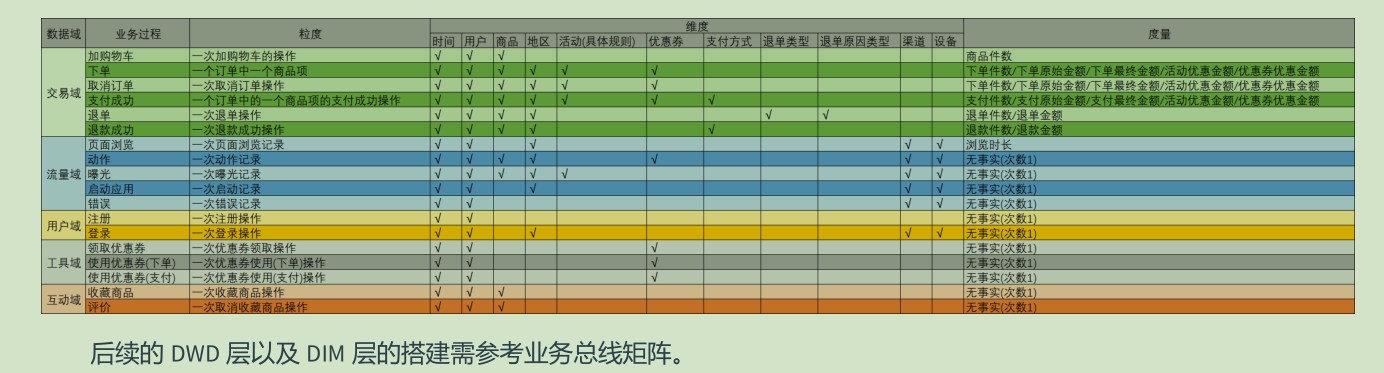 数据域 业务过程 粒度 维度 度量
时间 用户 商品 地区 活动(具体规则) 优惠券 支付方式 退单类型 退单原因类型 渠道 设备
交易域
加购物车 一次加购物车的操作 √ √ √ 商品件数
下单 一个订单中一个商品项 √ √ √ √ √ √ 下单件数/下单原始金额/下单最终金额/活动优惠金额/优惠券优惠金额
取消订单 一次取消订单操作 √ √ √ √ √ √ 下单件数/下单原始金额/下单最终金额/活动优惠金额/优惠券优惠金额
支付成功 一个订单中的一个商品项的支付成功操作 √ √ √ √ √ √ √ 支付件数/支付原始金额/支付最终金额/活动优惠金额/优惠券优惠金额
退单 一次退单操作 √ √ √ √ √ √ 退单件数/退单金额
退款成功 一次退款成功操作 √ √ √ √ √ 退款件数/退款金额
流量域
页面浏览 一次页面浏览记录 √ √ √ √ √ 浏览时长
动作 一次动作记录 √ √ √ √ √ √ √ 无事实(次数1)
曝光 一次曝光记录 √ √ √ √ √ √ √ 无事实(次数1)
启动应用 一次启动记录 √ √ √ √ √ 无事实(次数1)
错误 一次错误记录 √ √ √ √ 无事实(次数1)
用户域
注册 一次注册操作 √ √ 无事实(次数1)
登录 一次登录操作 √ √ √ √ √ 无事实(次数1)
工具域
领取优惠券 一次优惠券领取操作 √ √ √ 无事实(次数1)
使用优惠券(下单) 一次优惠券使用(下单)操作 √ √ √ 无事实(次数1)
使用优惠券(支付) 一次优惠券使用(支付)操作 √ √ √ 无事实(次数1)
互动域
收藏商品 一次收藏商品操作 √ √ √ 无事实(次数1)
评价 一次取消收藏商品操作 √ √ √ 无事实(次数1)
后续的 DWD 层以及 DIM 层的搭建需参考业务总线矩阵。